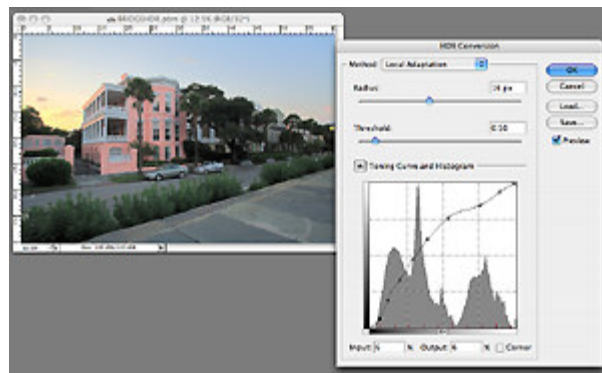 HDR Conversion
Method: Local Adaptation
OK
Radius: 16 px
Cancel
Load...
Save...
Threshold: 0.50
Preview
Toning Curve and Histogram
Input: % Output: % Corner